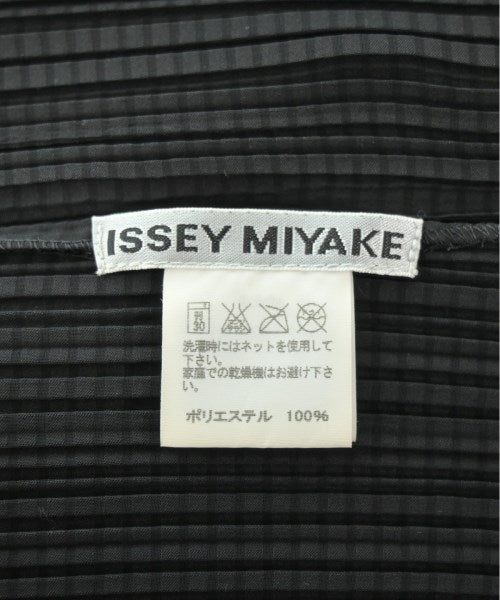 ISSEY MIYAKE
弱
30
洗濯時にはネットを使用して
下さい。
家庭での乾燥機はお避け下さ
い。
ポリエステル 100%